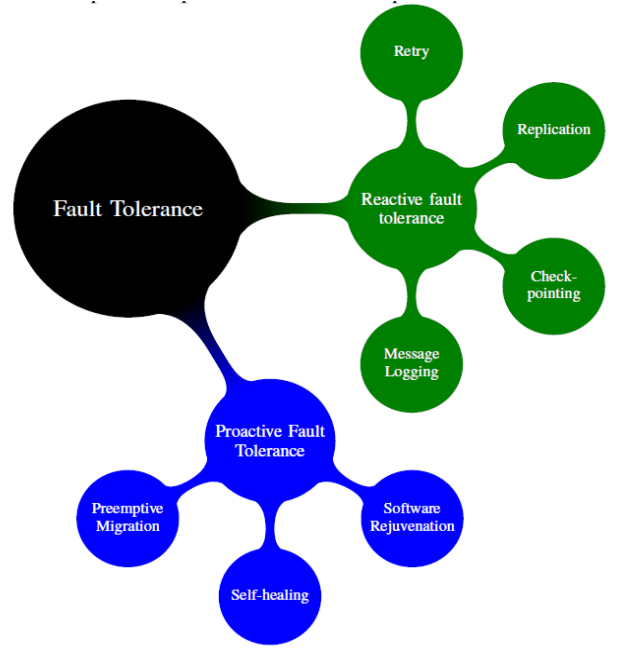 Retry
Replication
Fault Tolerance
Reactive fault
tolerance
Check-
pointing
Message
Logging
Proactive Fault
Tolerance
Preemptive
Migration
Software
Rejuvenation
Self-healing